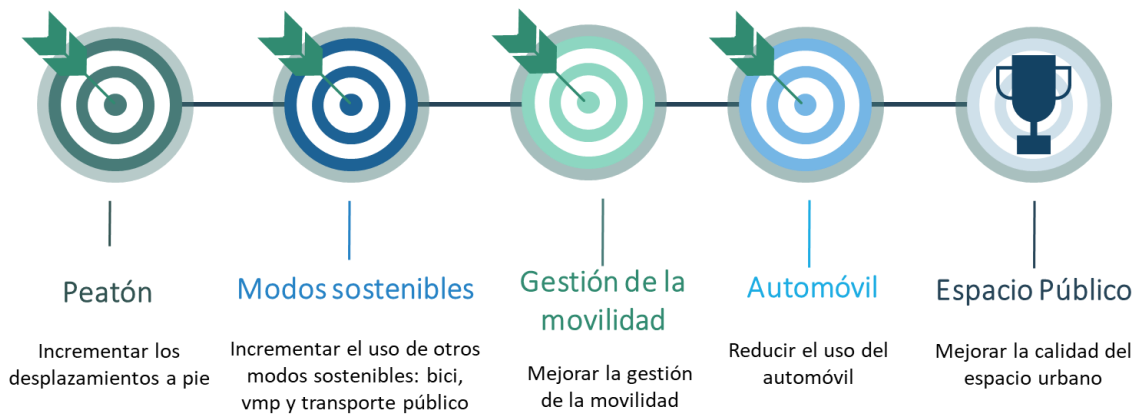 Peatón
Incrementar los
desplazamientos a pie
Modos sostenibles
Incrementar el uso de otros
modos sostenibles: bici,
vmp y transporte público
Gestión de la
movilidad
Mejorar la gestión
de la movilidad
Automóvil
Reducir el uso del
automóvil
Espacio Público
Mejorar la calidad del
espacio urbano